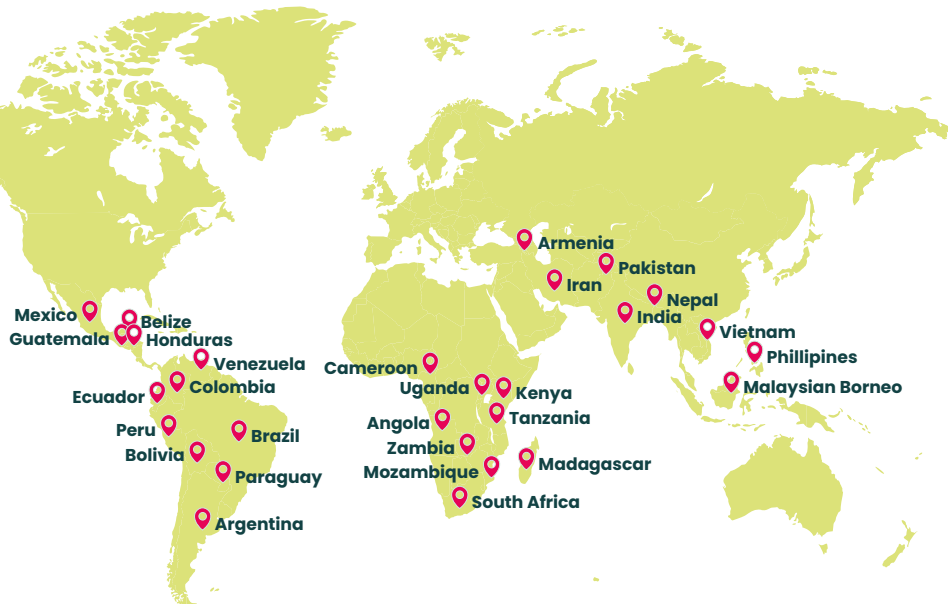 Armenia
Pakistan
Iran
Nepal
India
Mexico
Belize
Guatemala
Honduras
Vietnam
Phillipines
Venezuela
Cameroon
Colombia
Uganda
Kenya
Malaysian Borneo
Ecuador
Tanzania
Angola
Peru
Brazil
Zambia
Bolivia
Madagascar
Mozambique
Paraguay
South Africa
Argentina